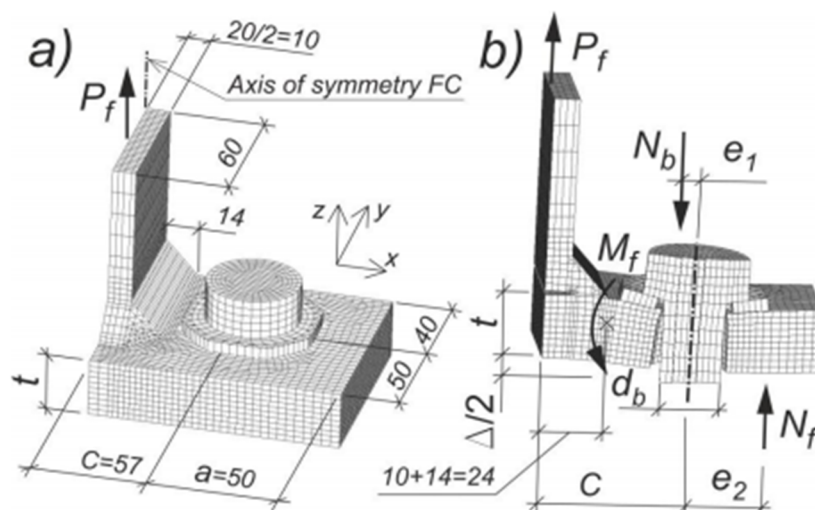 a)
20/2=10
Axis of symmetry FC
P_f
60
14
z
y
x
40
50
t
C=57
a=50
b)
P_f
N_b
e_1
M_f
t
d_b
Δ/2
N_f
10+14=24
C
e_2